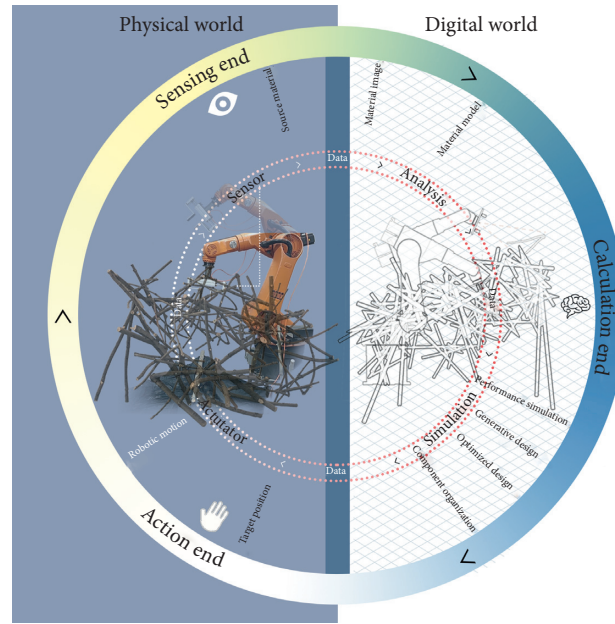 Physical world
Digital world
Sensing end
Source material
Material image
Material model
Data
Sensor
Analysis
Data
Data
Calculation end
Actutator
Simulation
Performance simulation
Generative design
Optimized design
Component organization
Robotic motion
Data
Target position
Action end